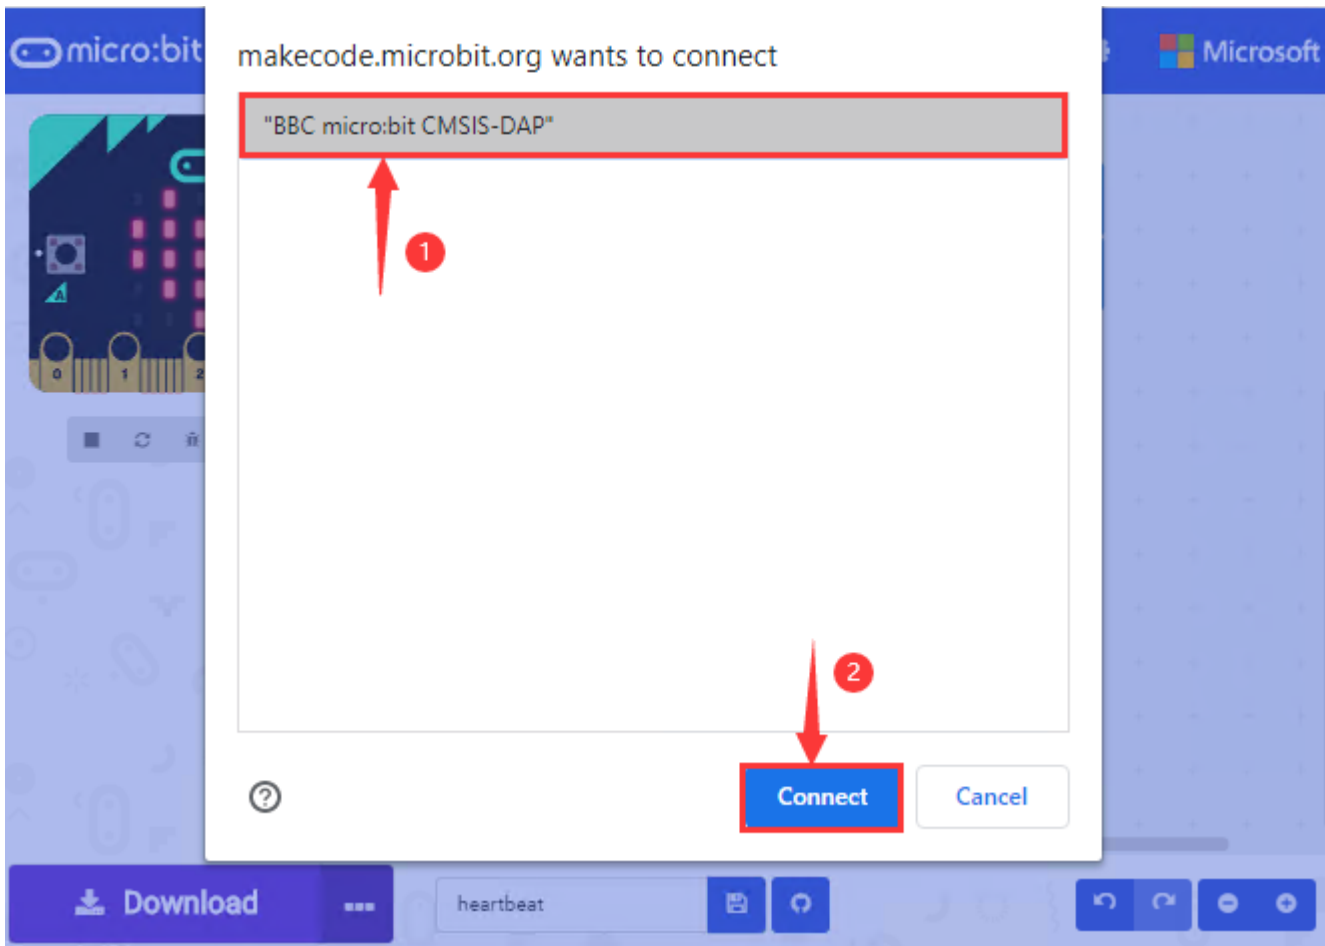 micro:bit
makecode.microbit.org wants to connect
Microsoft
"BBC micro:bit CMSIS-DAP"
1
A
0 1 2
2
Connect
Cancel
Download
heartbeat